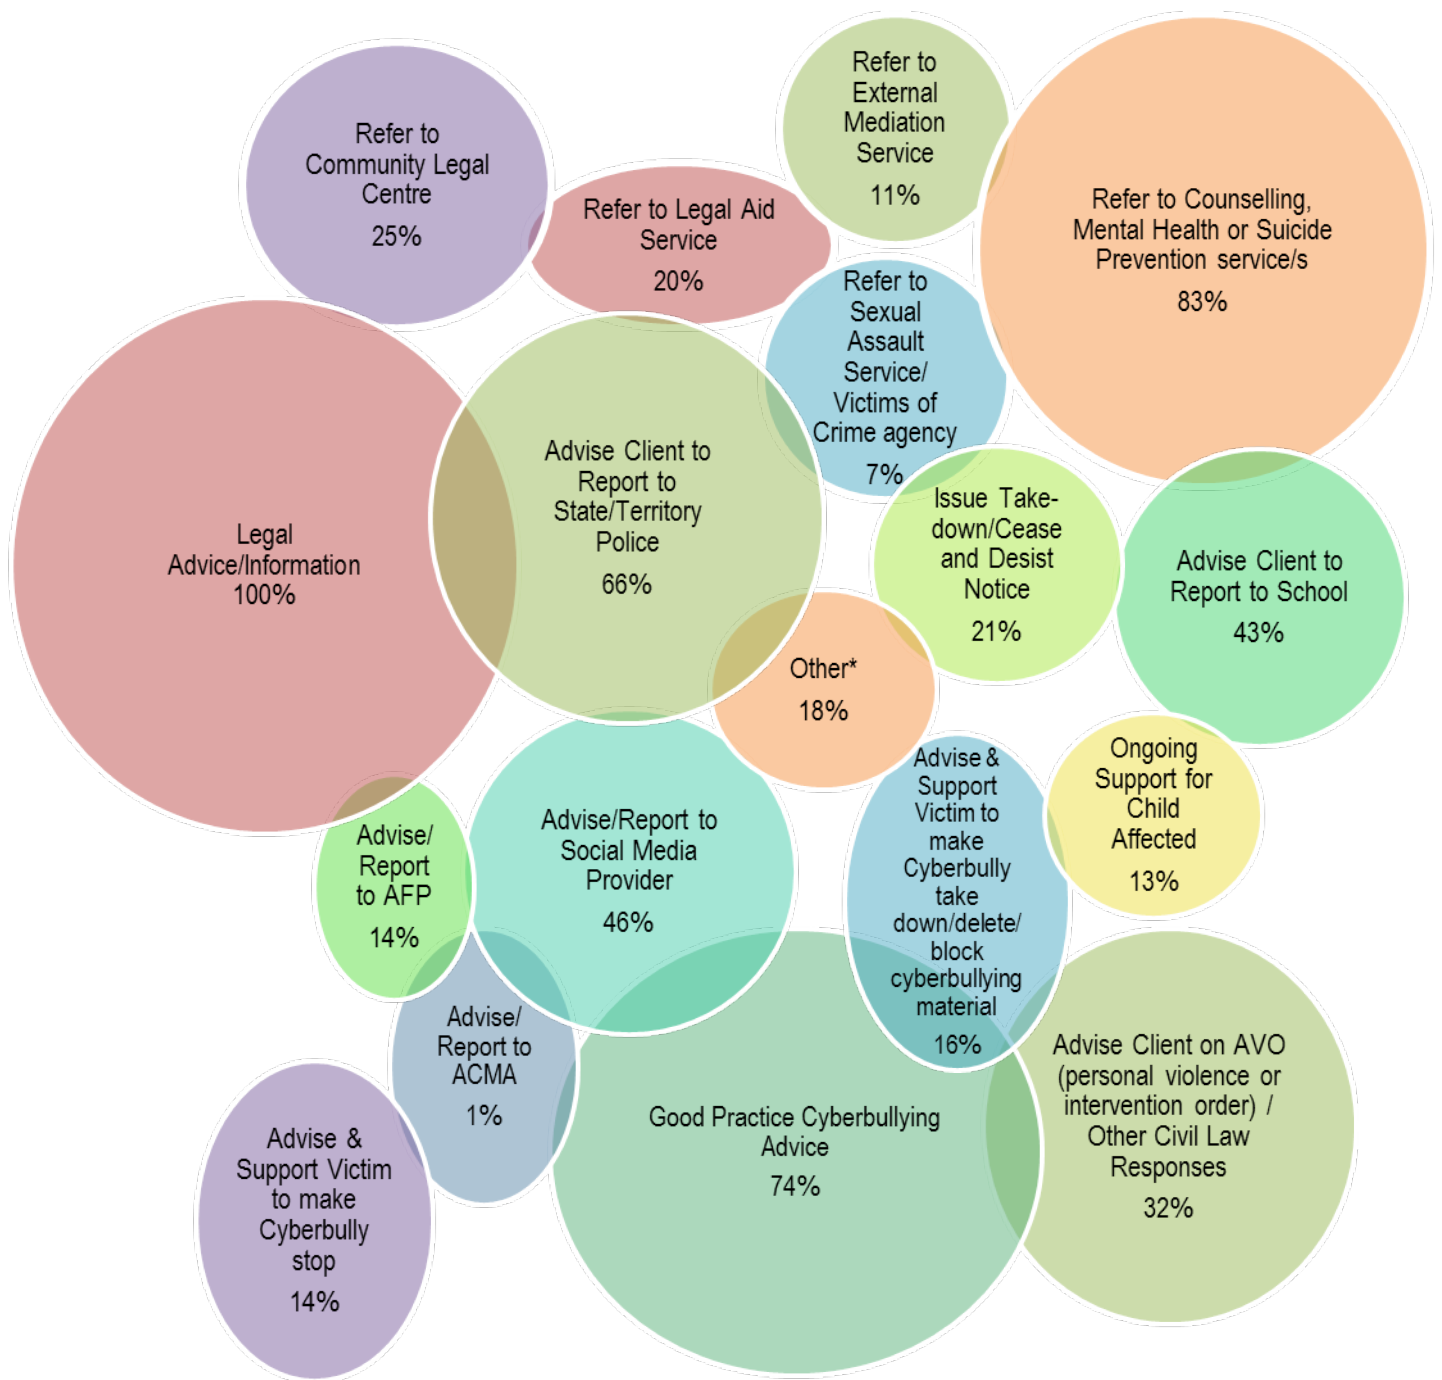 Refer to
External
Mediation
Service
11%
Refer to
Community Legal
Centre
25%
Refer to Legal Aid
Service
20%
Refer to Counselling,
Mental Health or Suicide
Prevention service/s
83%
Refer to
Sexual
Assault
Service/
Victims of
Crime agency
7%
Legal
Advice/Information
100%
Advise Client to
Report to
State/Territory
Police
66%
Issue Take-
down/Cease
and Desist
Notice
21%
Advise Client to
Report to School
43%
Other*
18%
Advise/
Report
to AFP
14%
Advise/Report to
Social Media
Provider
46%
Advise &
Support
Victim to
make
Cyberbully
take
down/delete/
block
cyberbullying
material
16%
Ongoing
Support for
Child
Affected
13%
Advise/
Report to
ACMA
1%
Advise &
Support Victim
to make
Cyberbully
stop
14%
Good Practice Cyberbullying
Advice
74%
Advise Client on AVO
(personal violence or
intervention order) /
Other Civil Law
Responses
32%